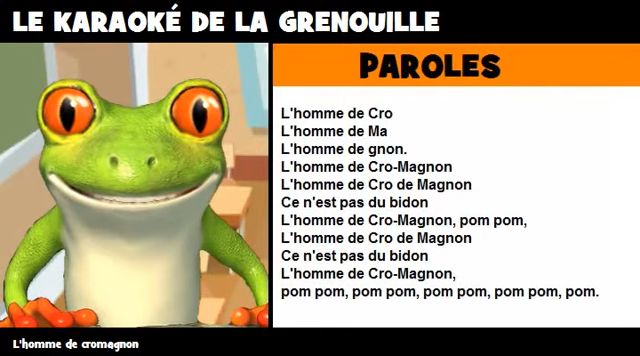 LE KARAOKÉ DE LA GRENOUILLE
PAROLES
L'homme de Cro
L'homme de Ma
L'homme de gnon.
L'homme de Cro-Magnon
L'homme de Cro de Magnon
Ce n'est pas du bidon
L'homme de Cro-Magnon, pom pom,
L'homme de Cro de Magnon
Ce n'est pas du bidon
L'homme de Cro-Magnon,
pom pom, pom pom, pom pom, pom pom, pom.
L'homme de cromagnon